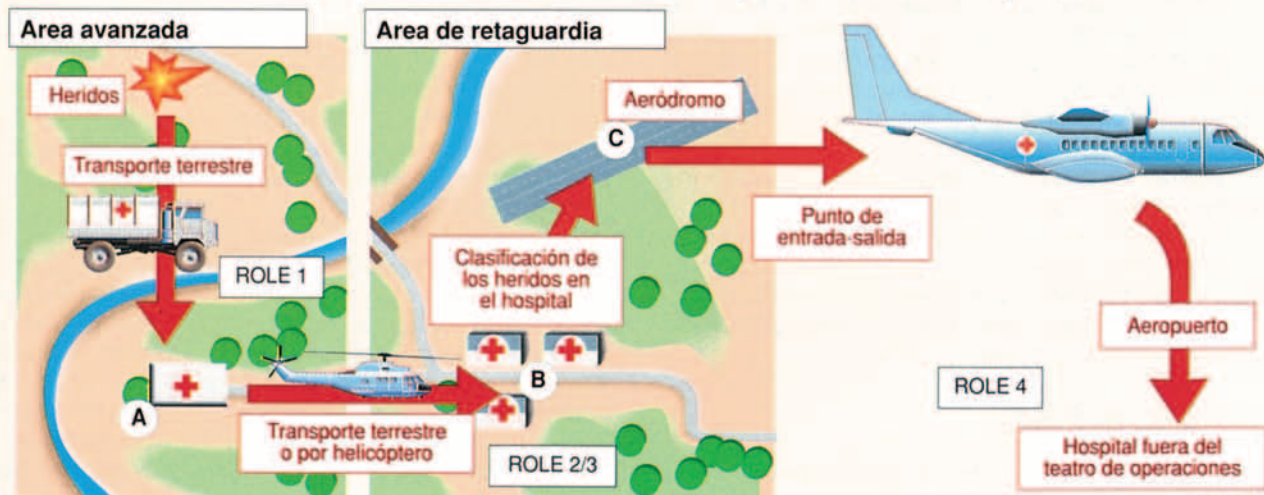 Area avanzada
Heridos
Transporte terrestre
ROLE 1
A
Transporte terrestre
o por helicóptero
Area de retaguardia
Aeródromo
C
Clasificación de
los heridos en
el hospital
B
ROLE 2/3
Punto de
entrada-salida
Aeropuerto
ROLE 4
Hospital fuera del
teatro de operaciones